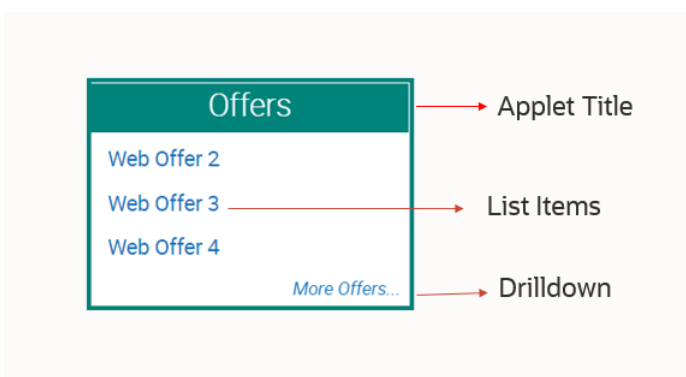 Offers
Applet Title
Web Offer 2
Web Offer 3
List Items
Web Offer 4
More Offers...
Drilldown